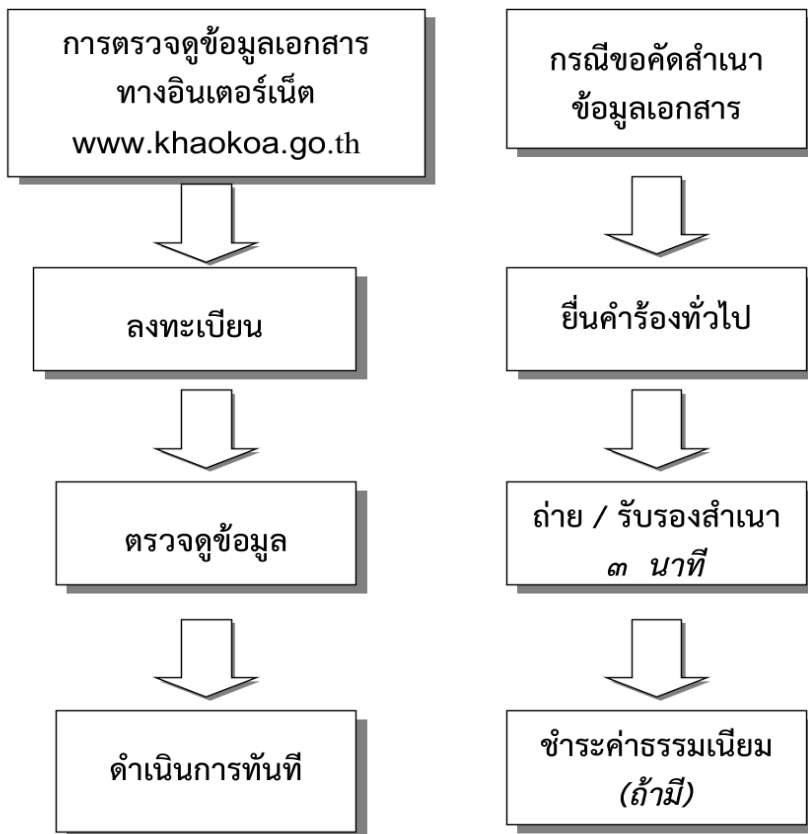 การตรวจดูข้อมูลเอกสาร
ทางอินเตอร์เน็ต
www.khaokoa.go.th
ลงทะเบียน
ตรวจดูข้อมูล
ดำเนินการทันที
กรณีขอคัดสำเนา
ข้อมูลเอกสาร
ยื่นคำร้องทั่วไป
ถ่าย / รับรองสำเนา
๓ นาที
ชำระค่าธรรมเนียม
(ถ้ามี)